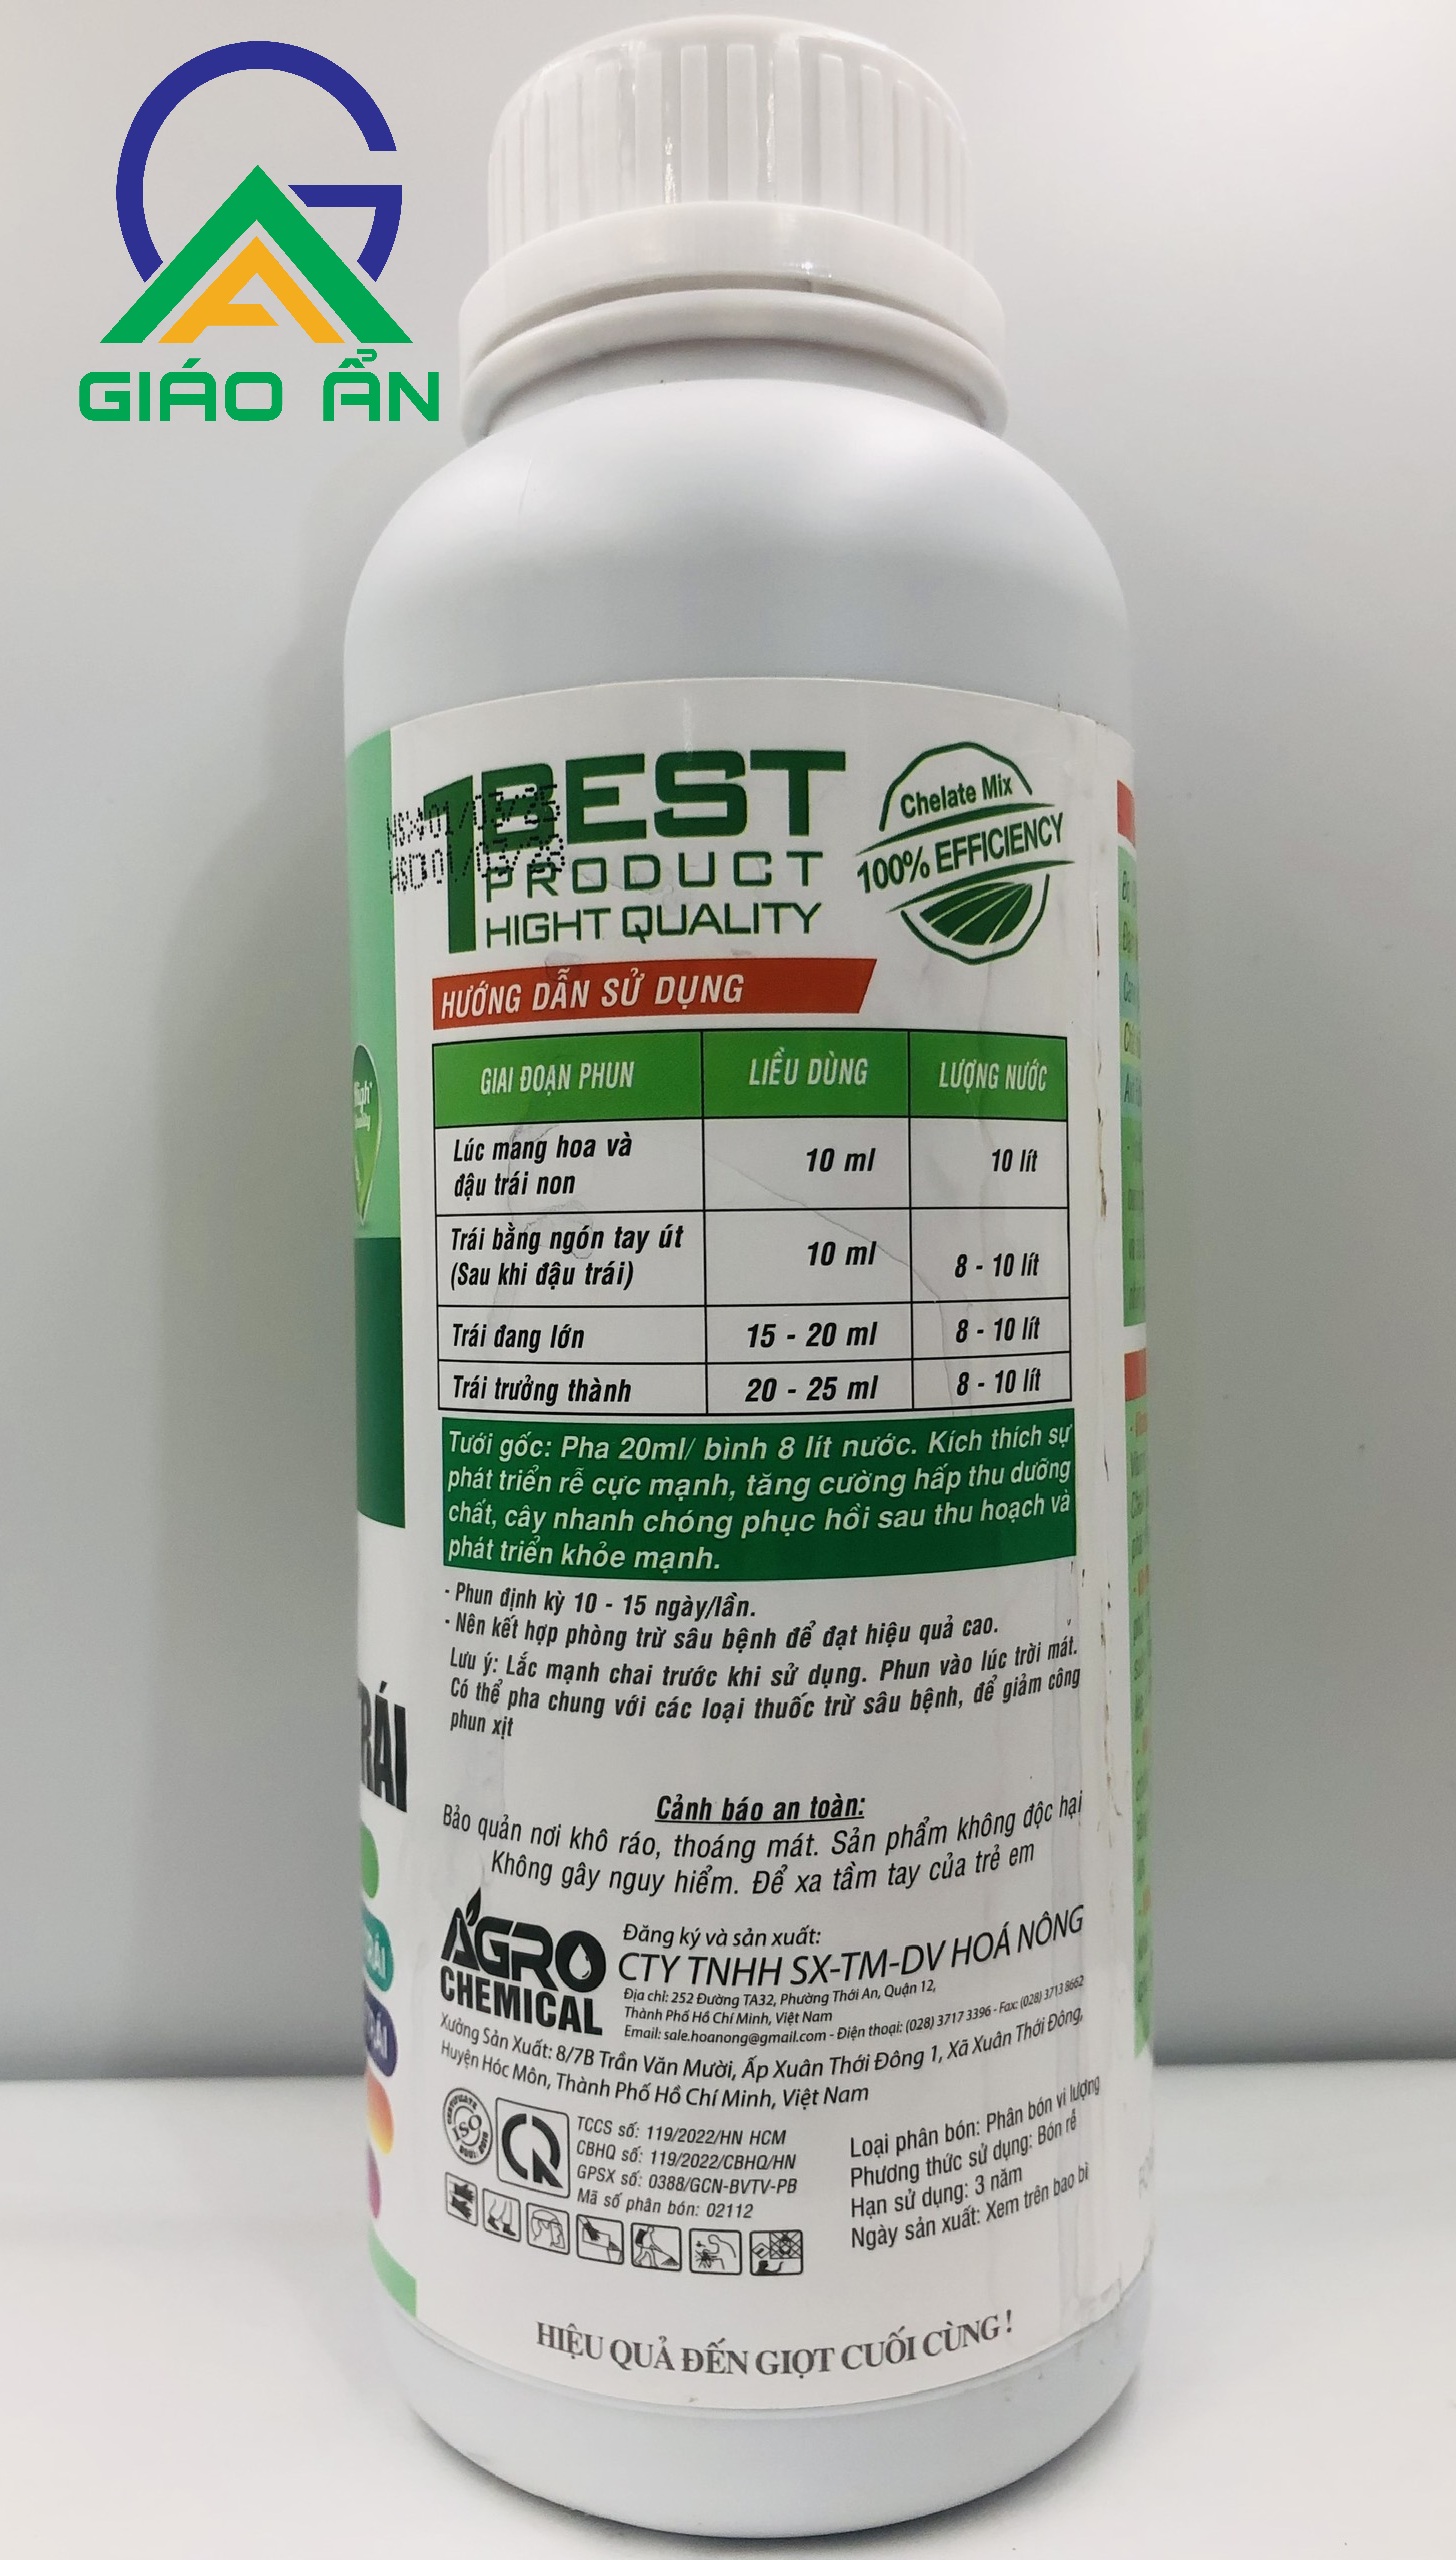 GIÁO ẨN
1 BEST
PRODUCT
HIGHT QUALITY
NSX01/03/25
HSD01/03/28
Chelate Mix
100% EFFICIENCY
HƯỚNG DẪN SỬ DỤNG
GIAI ĐOẠN PHUN LIỀU DÙNG LƯỢNG NƯỚC
Lúc mang hoa và
đậu trái non 10 ml 10 lít
Trái bằng ngón tay út
(Sau khi đậu trái) 10 ml 8 - 10 lít
Trái đang lớn 15 - 20 ml 8 - 10 lít
Trái trưởng thành 20 - 25 ml 8 - 10 lít
Tưới gốc: Pha 20ml/ bình 8 lít nước. Kích thích sự
phát triển rễ cực mạnh, tăng cường hấp thu dưỡng
chất, cây nhanh chóng phục hồi sau thu hoạch và
phát triển khỏe mạnh.
- Phun định kỳ 10 - 15 ngày/lần.
- Nên kết hợp phòng trừ sâu bệnh để đạt hiệu quả cao.
Lưu ý: Lắc mạnh chai trước khi sử dụng. Phun vào lúc trời mát.
Có thể pha chung với các loại thuốc trừ sâu bệnh, để giảm công
phun xịt
Cảnh báo an toàn:
Bảo quản nơi khô ráo, thoáng mát. Sản phẩm không độc hại
Không gây nguy hiểm. Để xa tầm tay của trẻ em
AGRO
CHEMICAL
Đăng ký và sản xuất:
CTY TNHH SX-TM-DV HOÁ NÔNG
Địa chỉ: 252 Đường TA32, Phường Thới An, Quận 12,
Thành Phố Hồ Chí Minh, Việt Nam
Email: sale.hoanong@gmail.com - Điện thoại: (028) 3717 3396 - Fax: (028) 3713 8662
Xưởng Sản Xuất: 8/7B Trần Văn Mười, Ấp Xuân Thới Đông 1, Xã Xuân Thới Đông,
Huyện Hóc Môn, Thành Phố Hồ Chí Minh, Việt Nam
ISO
TCCS số: 119/2022/HN HCM
CBHQ số: 119/2022/CBHQ/HN
GPSX số: 0388/GCN-BVTV-PB
Mã số phân bón: 02112
Loại phân bón: Phân bón vi lượng
Phương thức sử dụng: Bón rễ
Hạn sử dụng: 3 năm
Ngày sản xuất: Xem trên bao bì
HIỆU QUẢ ĐẾN GIỌT CUỐI CÙNG !